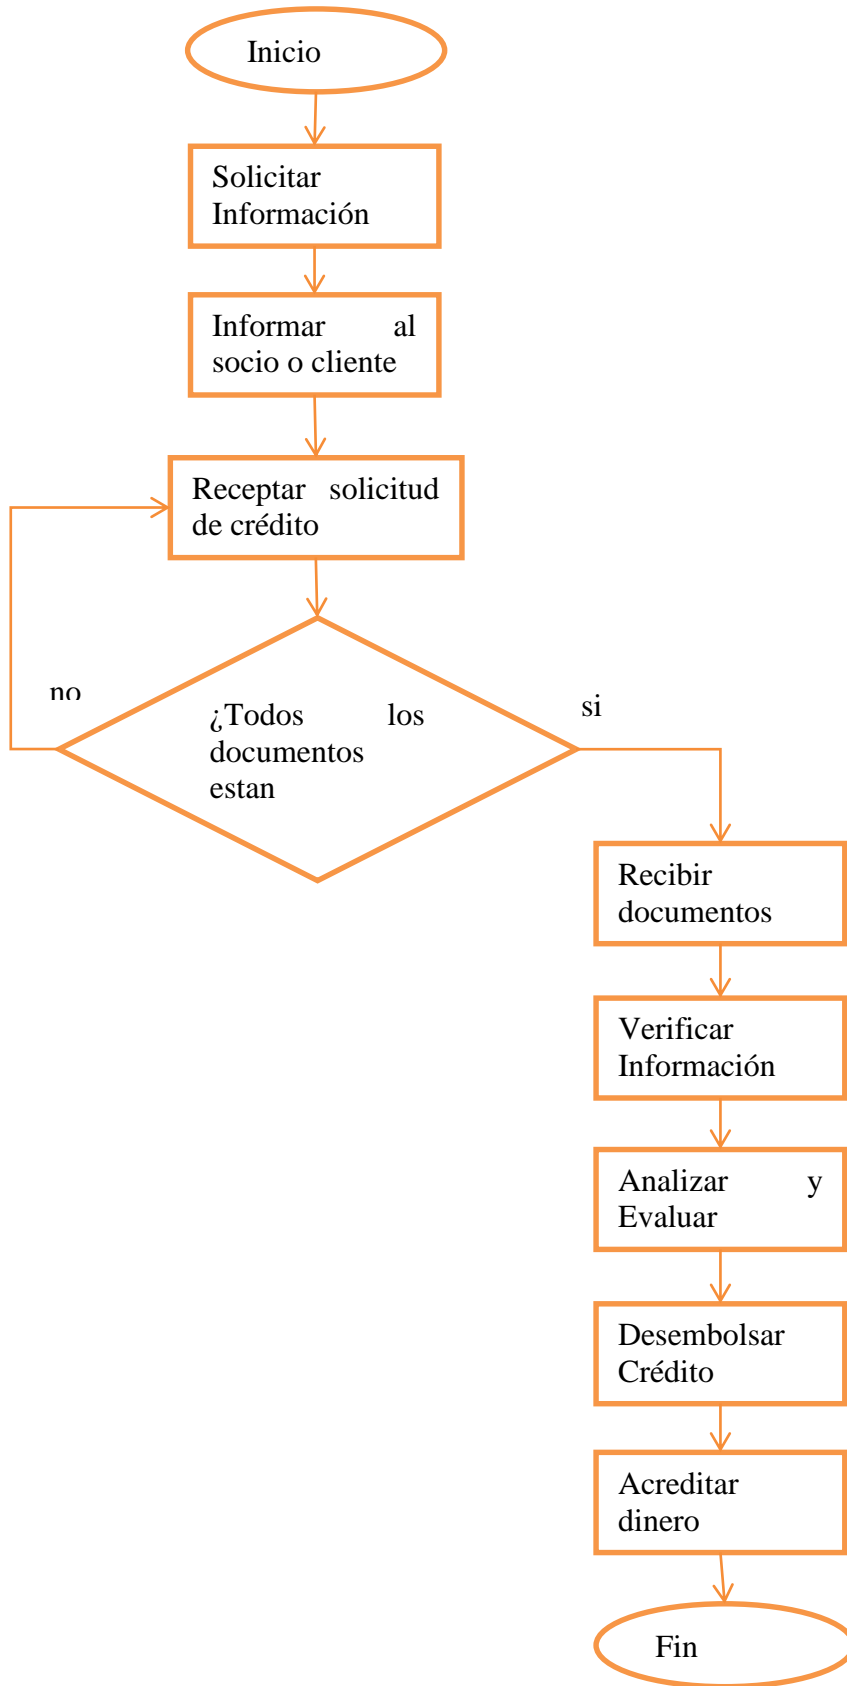 Inicio
Solicitar
Información
Informar al
socio o cliente
Receptar solicitud
de crédito
no
¿Todos los
documentos
estan
si
Recibir
documentos
Verificar
Información
Analizar y
Evaluar
Desembolsar
Crédito
Acreditar
dinero
Fin